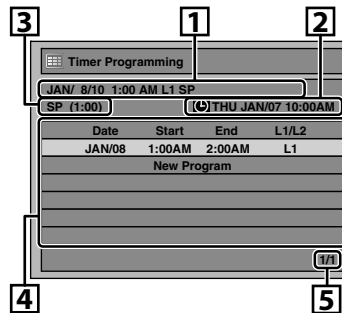 3 1 2
Timer Programming
JAN/ 8/10 1:00 AM L1 SP
SP (1:00) THU JAN/07 10:00AM
Date Start End L1/L2
JAN/08 1:00AM 2:00AM L1
New Program
1/1
4 5